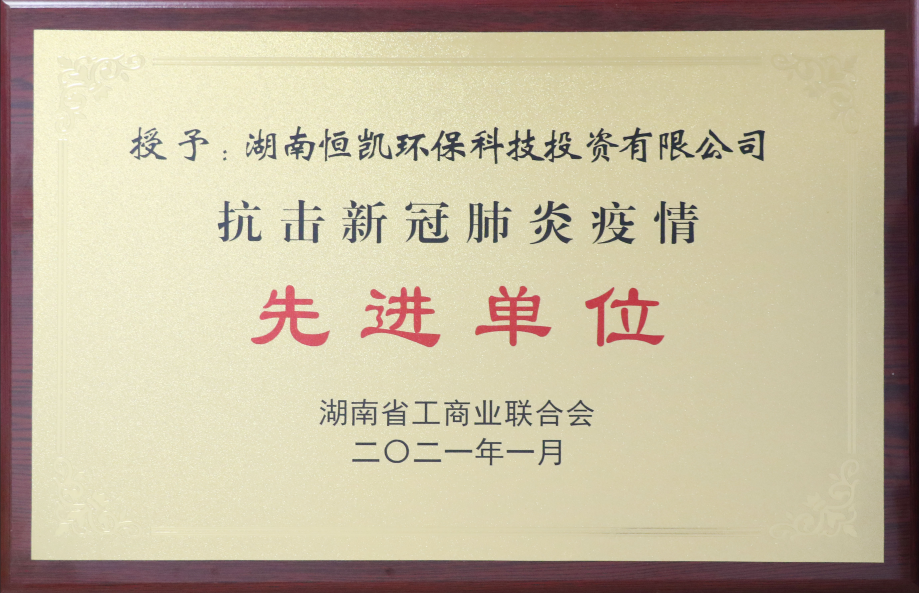 授予：湖南恒凯环保科技投资有限公司
抗击新冠肺炎疫情
先进单位
湖南省工商业联合会
二〇二一年一月